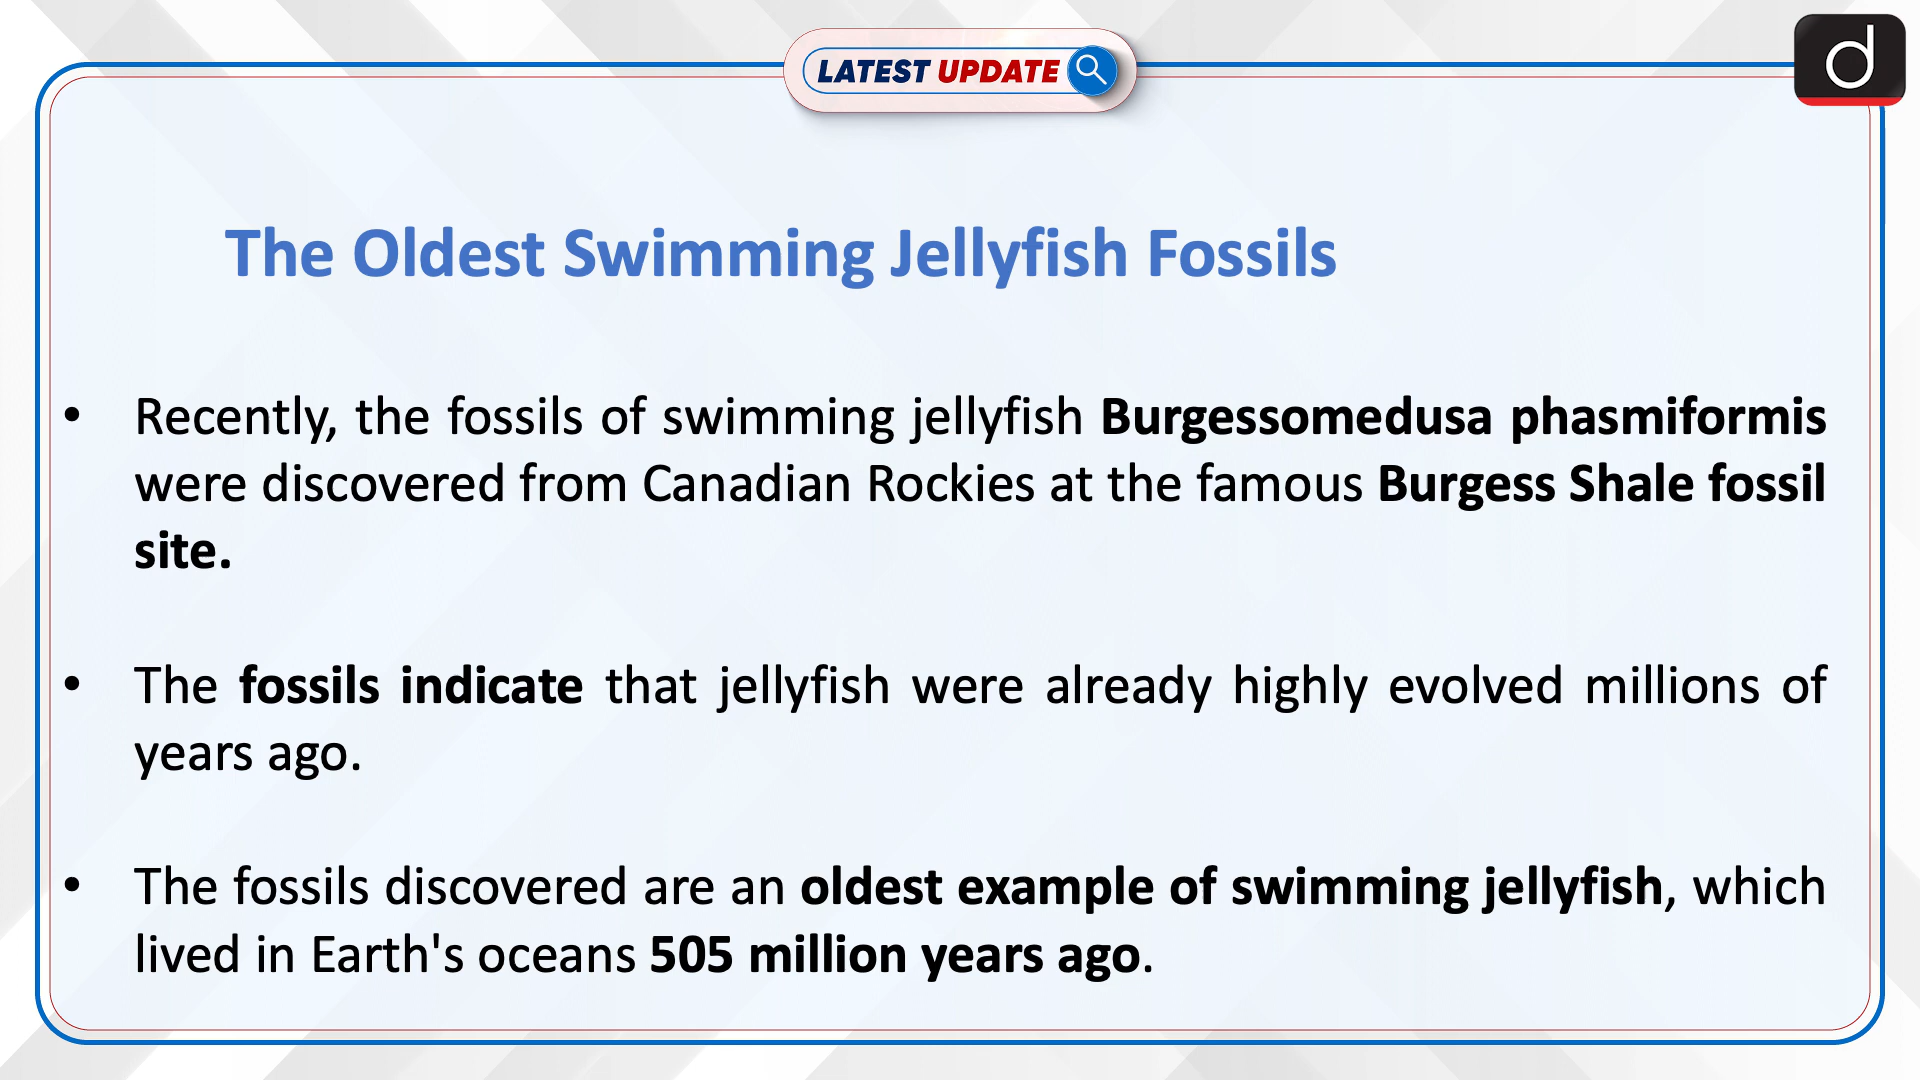 LATEST UPDATE
d
The Oldest Swimming Jellyfish Fossils
• Recently, the fossils of swimming jellyfish Burgessomedusa phasmiformis
were discovered from Canadian Rockies at the famous Burgess Shale fossil
site.
• The fossils indicate that jellyfish were already highly evolved millions of
years ago.
• The fossils discovered are an oldest example of swimming jellyfish, which
lived in Earth's oceans 505 million years ago.